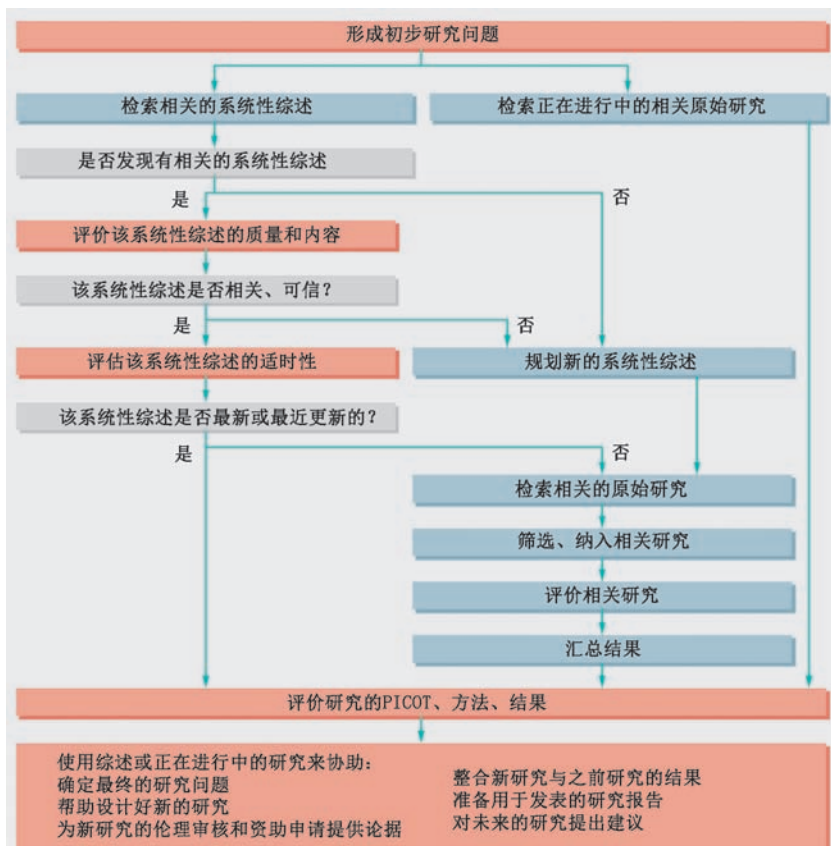 形成初步研究问题
检索相关的系统性综述
检索正在进行中的相关原始研究
是否发现有相关的系统性综述
是
否
评价该系统性综述的质量和内容
该系统性综述是否相关、可信?
是
否
评估该系统性综述的适时性
规划新的系统性综述
该系统性综述是否最新或最近更新的?
是
否
检索相关的原始研究
筛选、纳入相关研究
评价相关研究
汇总结果
评价研究的PICOT、方法、结果
使用综述或正在进行中的研究来协助:
确定最终的研究问题
帮助设计好新的研究
为新研究的伦理审核和资助申请提供论据
整合新研究与之前研究的结果
准备用于发表的研究报告
对未来的研究提出建议